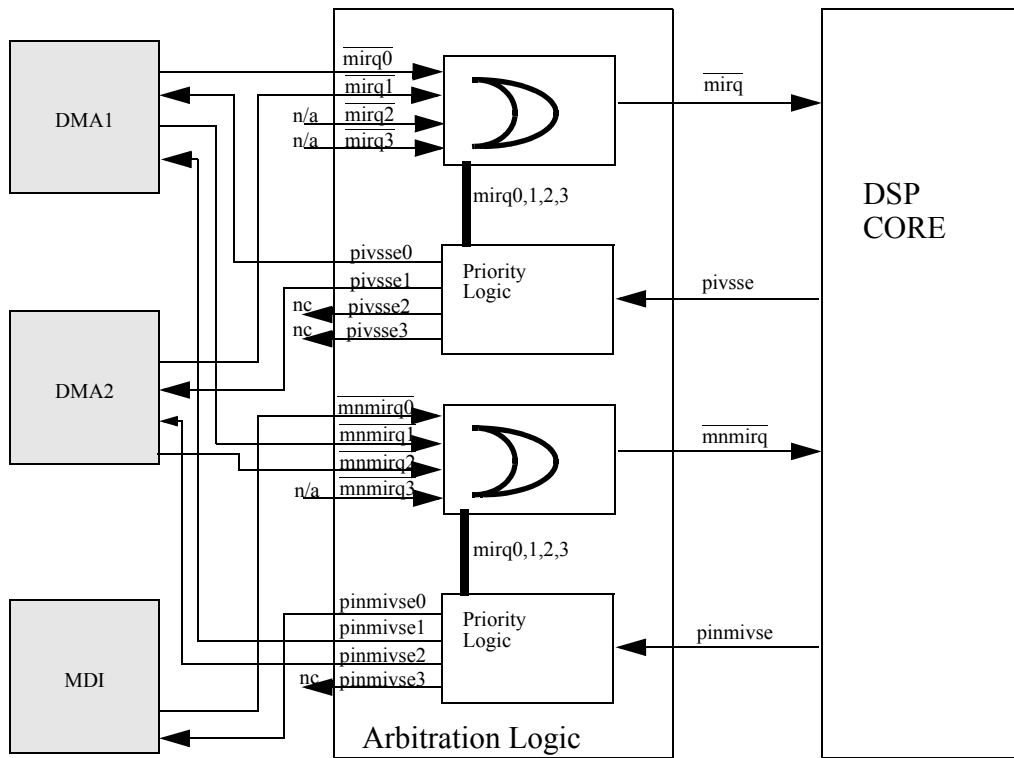 DMA1
DMA2
MDI
mirq0
mirq1
n/a mirq2
n/a mirq3
mirq0,1,2,3
pivsse0
pivsse1
nc pivsse2
nc pivsse3
Priority
Logic
mnmirq0
mnmirq1
mnmirq2
n/a mnmirq3
mirq0,1,2,3
pinmivse0
pinmivse1
pinmivse2
nc pinmivse3
Priority
Logic
Arbitration Logic
mirq
pivsse
mnmirq
pinmivse
DSP
CORE